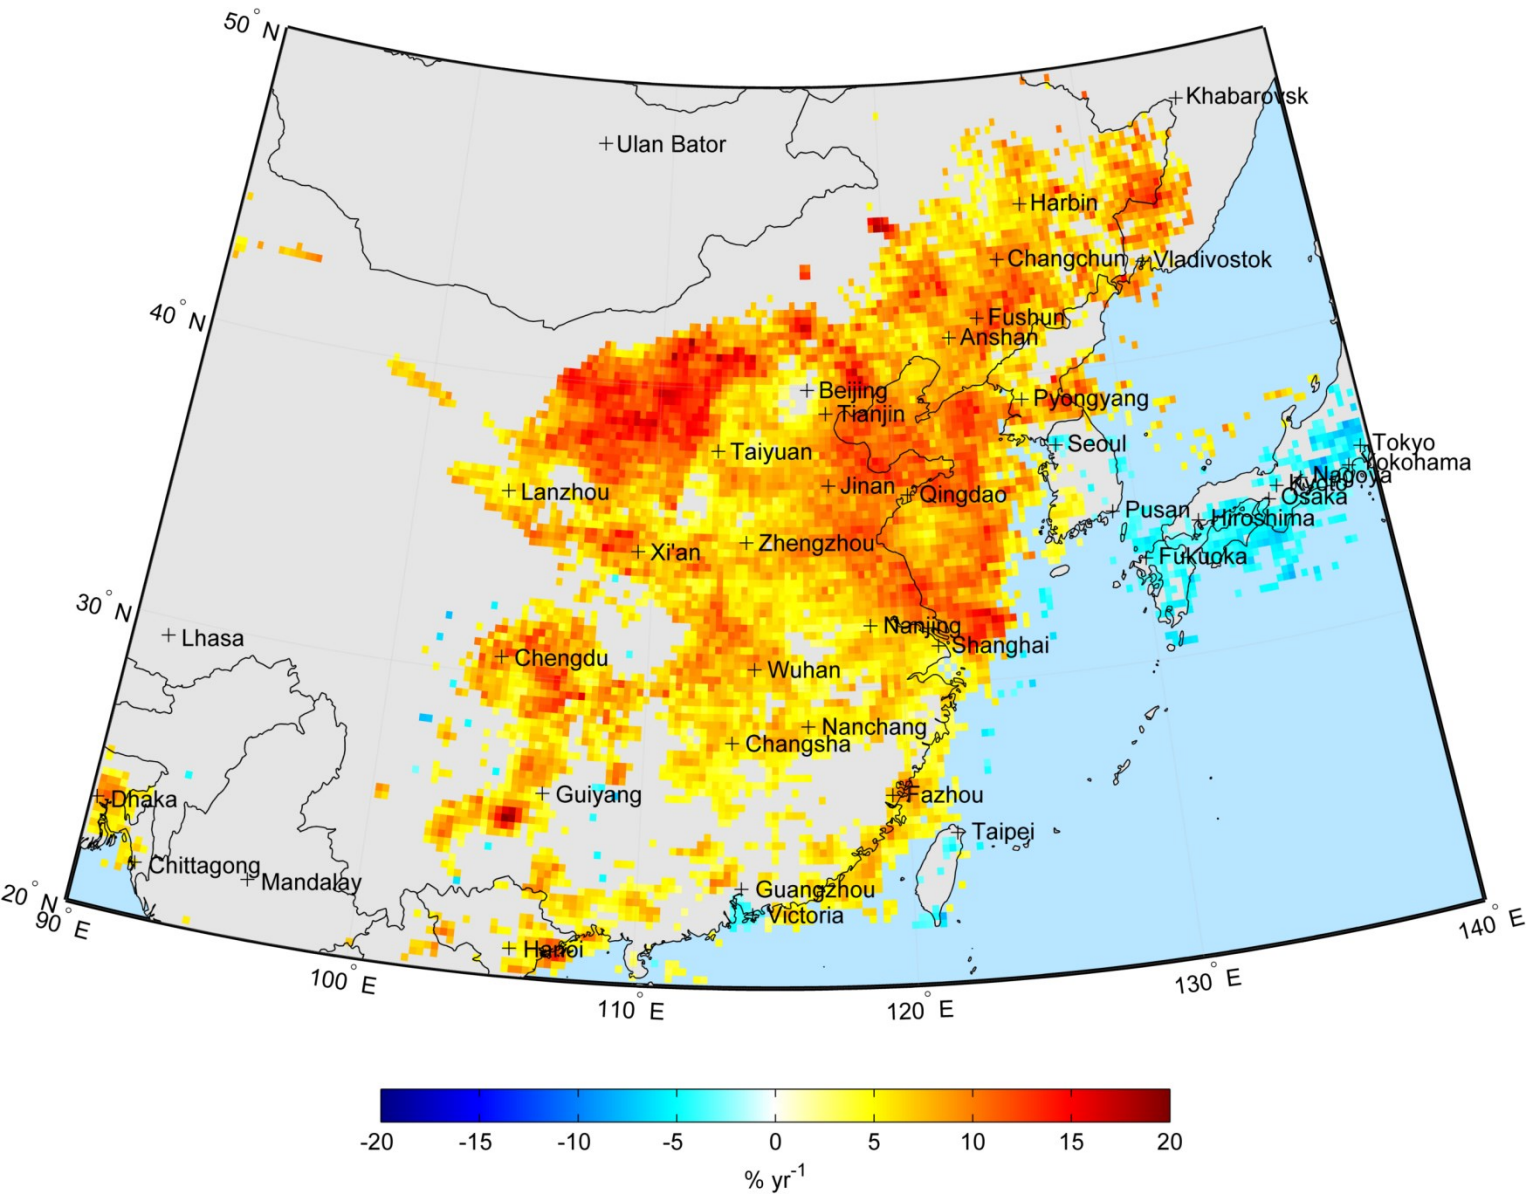 50° N
Khabarovsk
Ulan Bator
Harbin
Changchun
Vladivostok
40° N
Fushun
Anshan
Beijing
Pyongyang
Tianjin
Seoul
Tokyo
Taiyuan
Yokohama
Nagoya
Lanzhou
Jinan
Qingdao
Kyoto
Osaka
Pusan
Hiroshima
Xi'an
Zhengzhou
Fukuoka
30° N
Lhasa
Nanjing
Shanghai
Chengdu
Wuhan
Nanchang
Changsha
Dhaka
Guiyang
Fazhou
Taipei
Chittagong
Mandalay
Guangzhou
Victoria
20° N
90° E
Hanoi
100° E
110° E
120° E
130° E
140° E
-20 -15 -10 -5 0 5 10 15 20
% yr-1